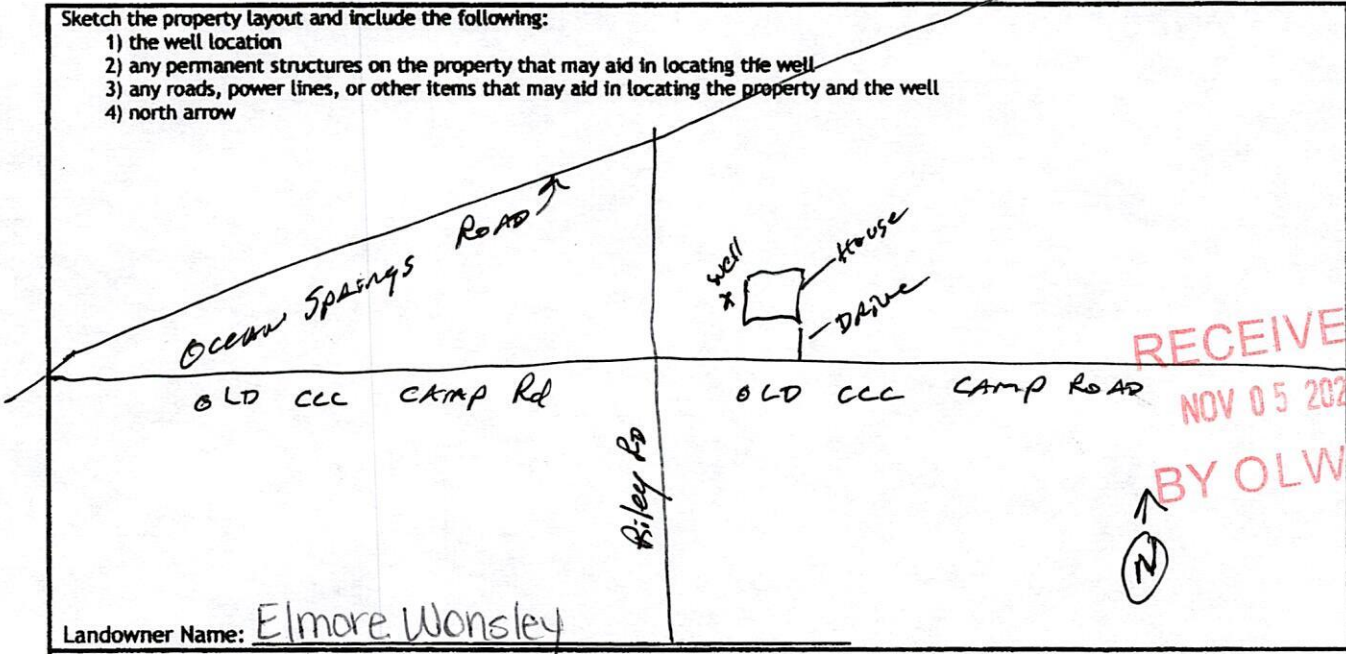 Sketch the property layout and include the following:
1) the well location
2) any permanent structures on the property that may aid in locating the well
3) any roads, power lines, or other items that may aid in locating the property and the well
4) north arrow
Ocean Springs Road
well
x
House
Drive
OLD CCC CAMP Rd
OLD CCC CAMP ROAD
Riley RD
RECEIVE
NOV 05 202
BY OLW
N
Landowner Name: Elmore Wonsley